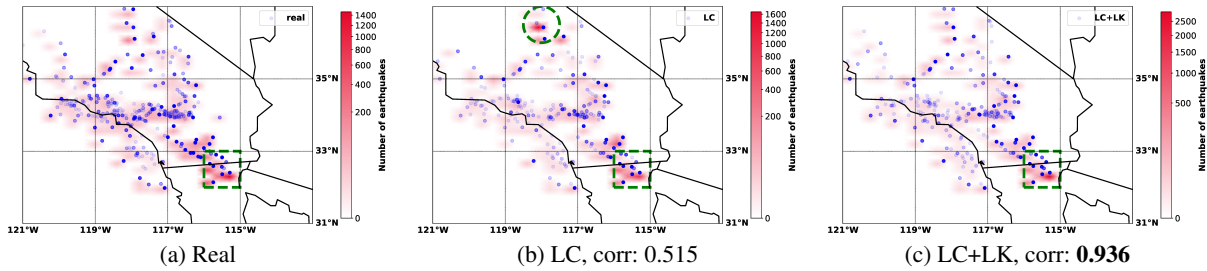 real
1400
1200
1000
800
600
400
200
0
Number of earthquakes
35°N
33°N
31°N
121°W
119°W
117°W
115°W
(a) Real
LC
1600
1400
1200
1000
800
600
400
200
0
Number of earthquakes
35°N
33°N
31°N
121°W
119°W
117°W
115°W
(b) LC, corr: 0.515
LC+LK
2500
2000
1500
1000
500
0
Number of earthquakes
35°N
33°N
31°N
121°W
119°W
117°W
115°W
(c) LC+LK, corr: 0.936